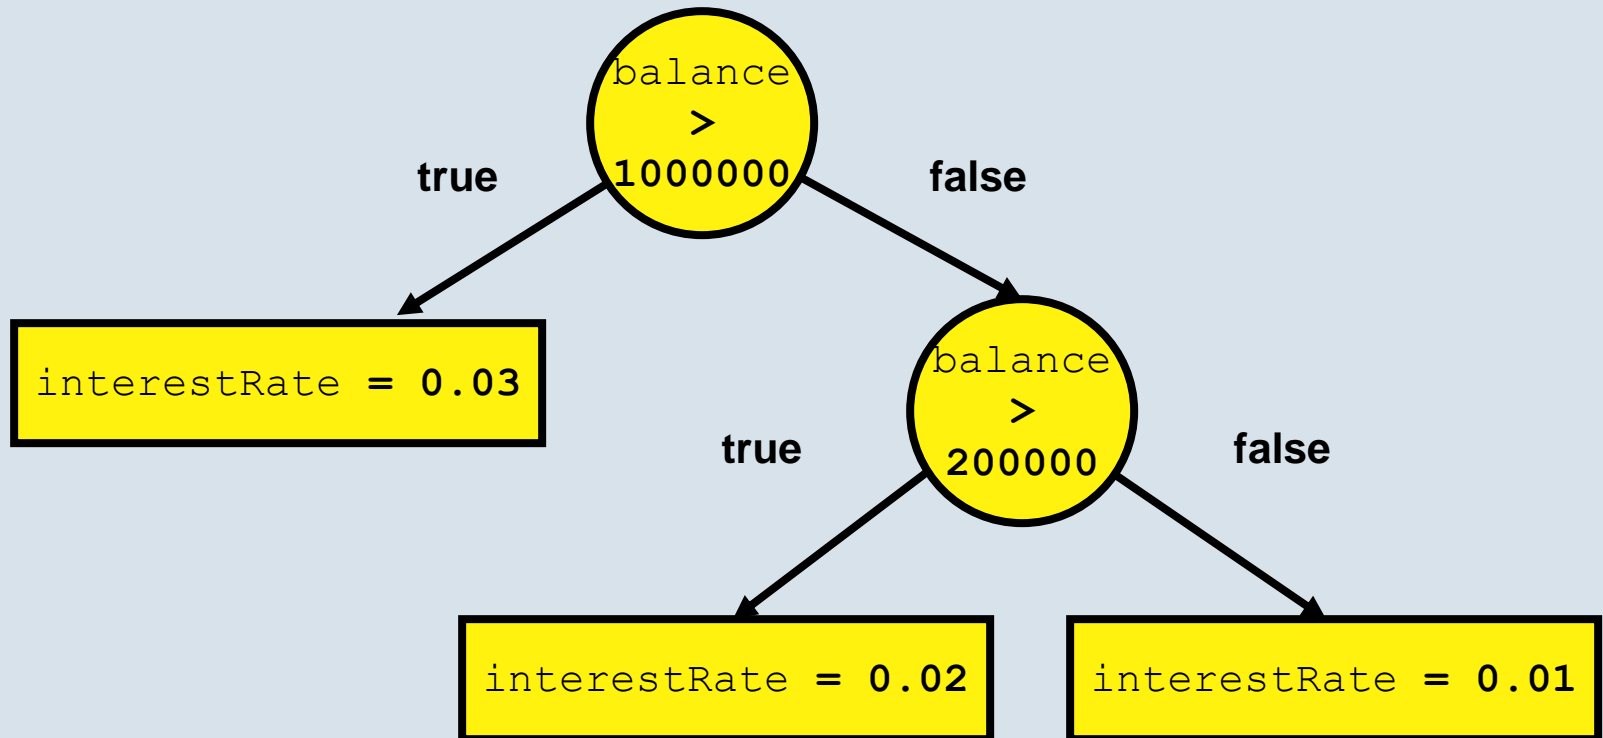 balance
>
1000000
true
false
interestRate = 0.03
balance
>
200000
true
false
interestRate = 0.02
interestRate = 0.01